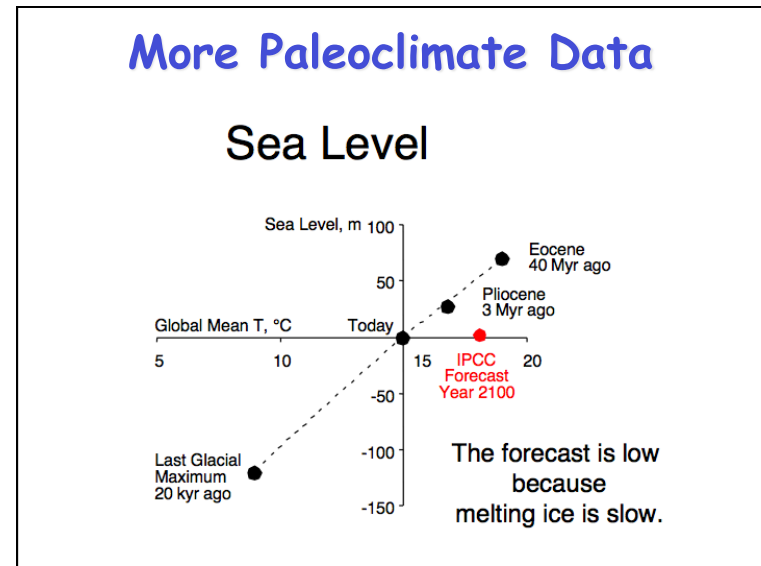 More Paleoclimate Data
Sea Level
Sea Level, m 100
Eocene
40 Myr ago
50
Pliocene
3 Myr ago
Global Mean T, °C
Today
5
10
15
20
IPCC
Forecast
Year 2100
-50
-100
-150
Last Glacial
Maximum
20 kyr ago
The forecast is low
because
melting ice is slow.